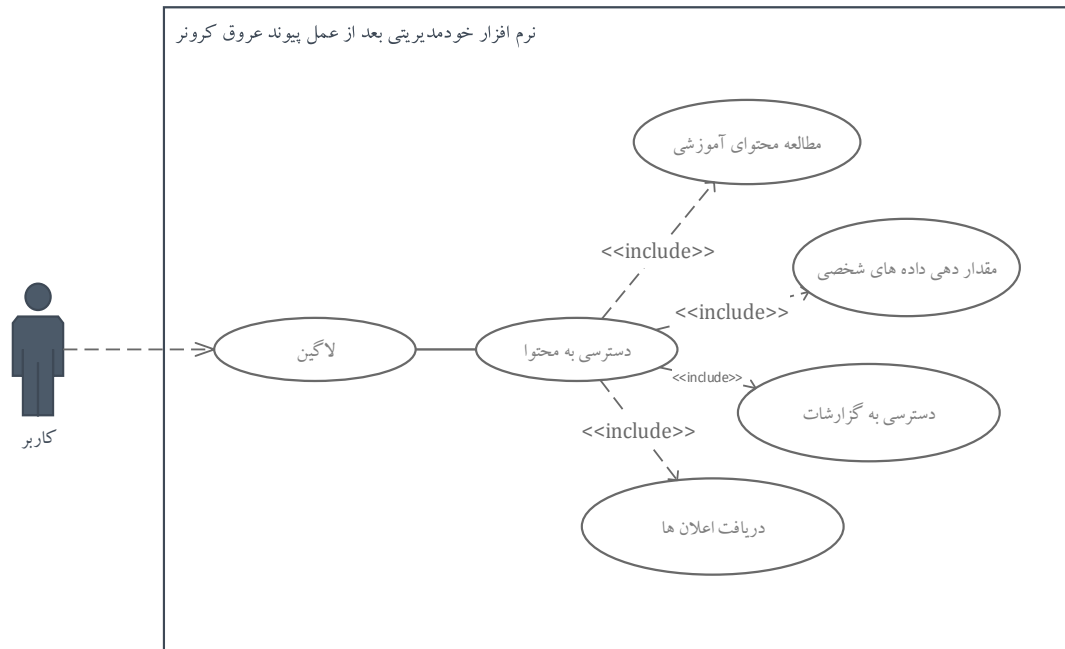 نرم افزار خودمدیریتی بعد از عمل پیوند عروق کرونر
مطالعه محتوای آموزشی
<<include>>
مقدار دهی داده های شخصی
<<include>>
لاگین
دسترسی به محتوا
<<include>>
دسترسی به گزارشات
<<include>>
کاربر
دریافت اعلان ها